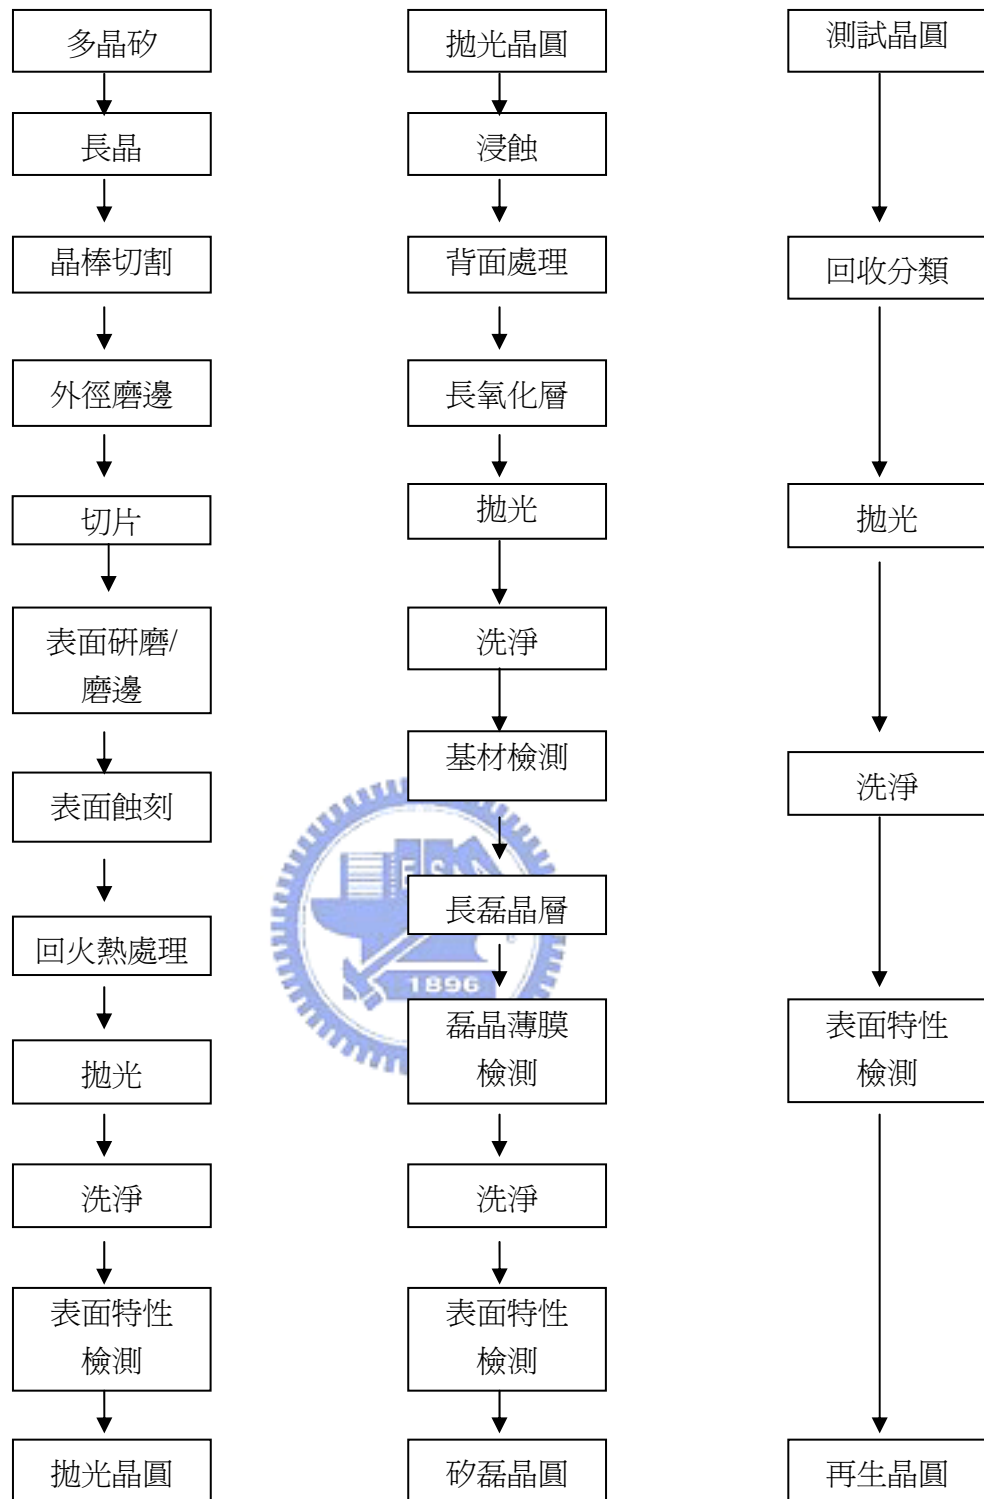 多晶矽
長晶
晶棒切割
外徑磨邊
切片
表面研磨/
磨邊
表面蝕刻
回火熱處理
拋光
洗淨
表面特性
檢測
拋光晶圓
拋光晶圓
浸蝕
背面處理
長氧化層
拋光
洗淨
基材檢測
長磊晶層
磊晶薄膜
檢測
洗淨
表面特性
檢測
矽磊晶圓
測試晶圓
回收分類
拋光
洗淨
表面特性
檢測
再生晶圓
1896